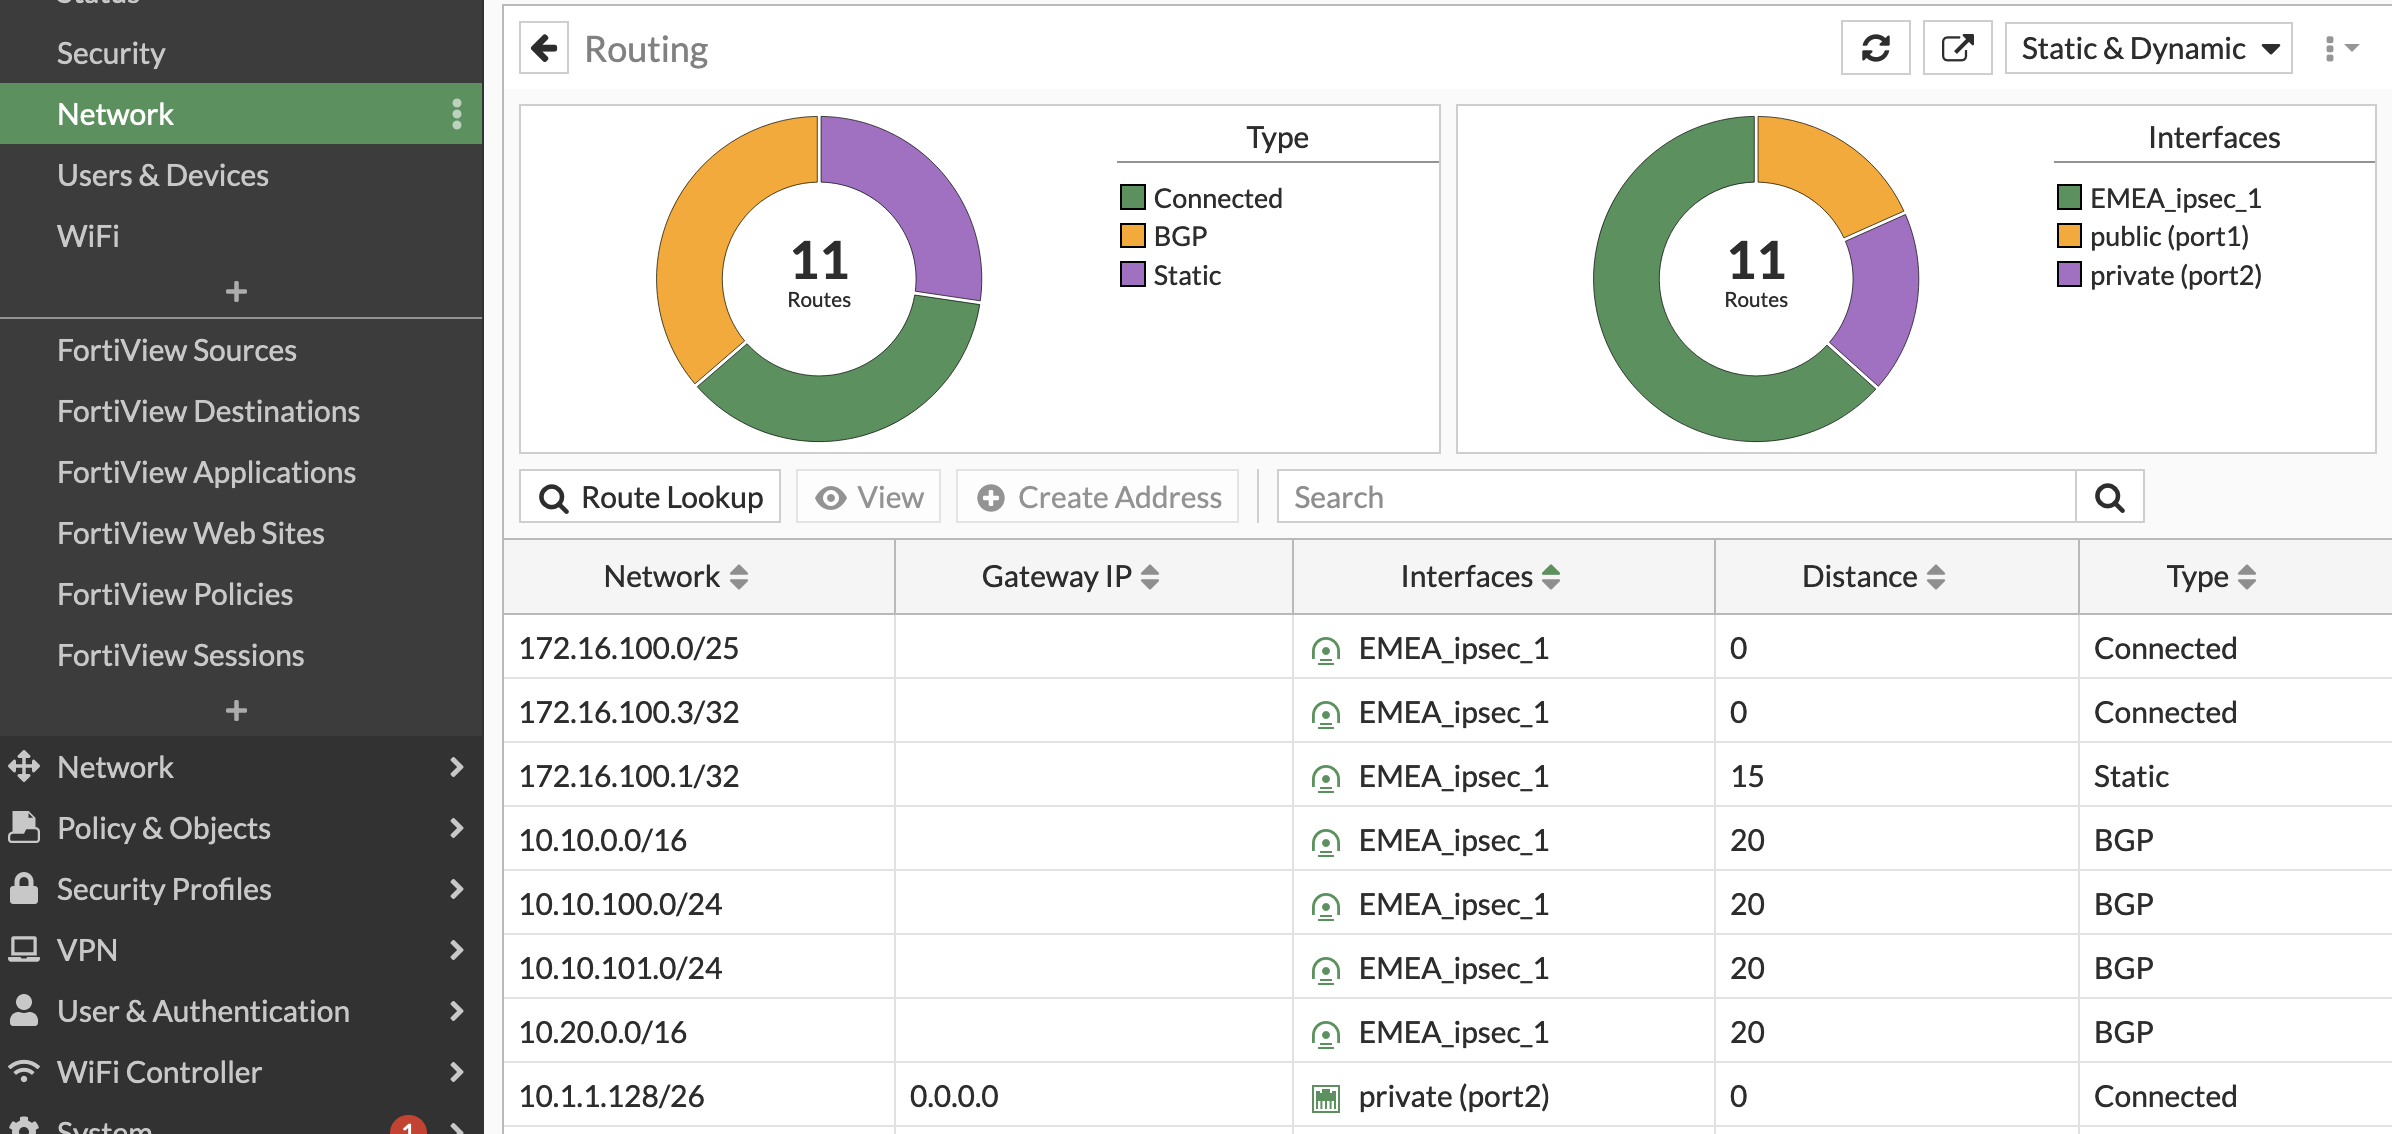 Status
Security
Network
Users & Devices
WiFi
FortiView Sources
FortiView Destinations
FortiView Applications
FortiView Web Sites
FortiView Policies
FortiView Sessions
Network
Policy & Objects
Security Profiles
VPN
User & Authentication
WiFi Controller
System 1
Routing Static & Dynamic
Type
Connected
BGP
Static
11
Routes
Interfaces
EMEA_ipsec_1
public (port1)
private (port2)
11
Routes
Route Lookup View Create Address Search
Network Gateway IP Interfaces Distance Type
172.16.100.0/25 EMEA_ipsec_1 0 Connected
172.16.100.3/32 EMEA_ipsec_1 0 Connected
172.16.100.1/32 EMEA_ipsec_1 15 Static
10.10.0.0/16 EMEA_ipsec_1 20 BGP
10.10.100.0/24 EMEA_ipsec_1 20 BGP
10.10.101.0/24 EMEA_ipsec_1 20 BGP
10.20.0.0/16 EMEA_ipsec_1 20 BGP
10.1.1.128/26 0.0.0.0 private (port2) 0 Connected